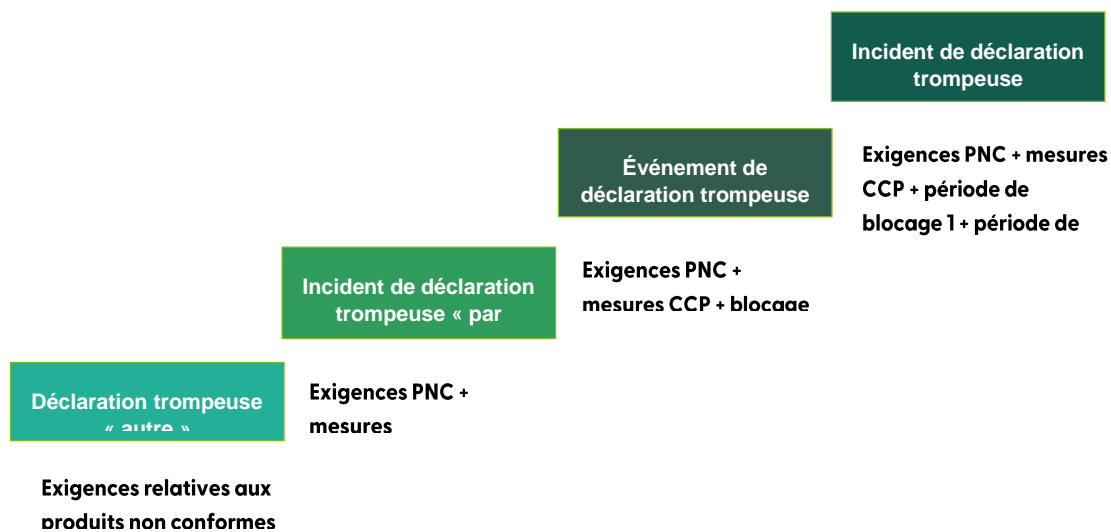 Incident de déclaration
trompeuse
Exigences PNC + mesures
CCP + période de
blocage 1 + période de
Événement de
déclaration trompeuse
Exigences PNC +
mesures CCP + blocage
Incident de déclaration
trompeuse « par
Exigences PNC +
mesures
Déclaration trompeuse
« autre »
Exigences relatives aux
produits non conformes